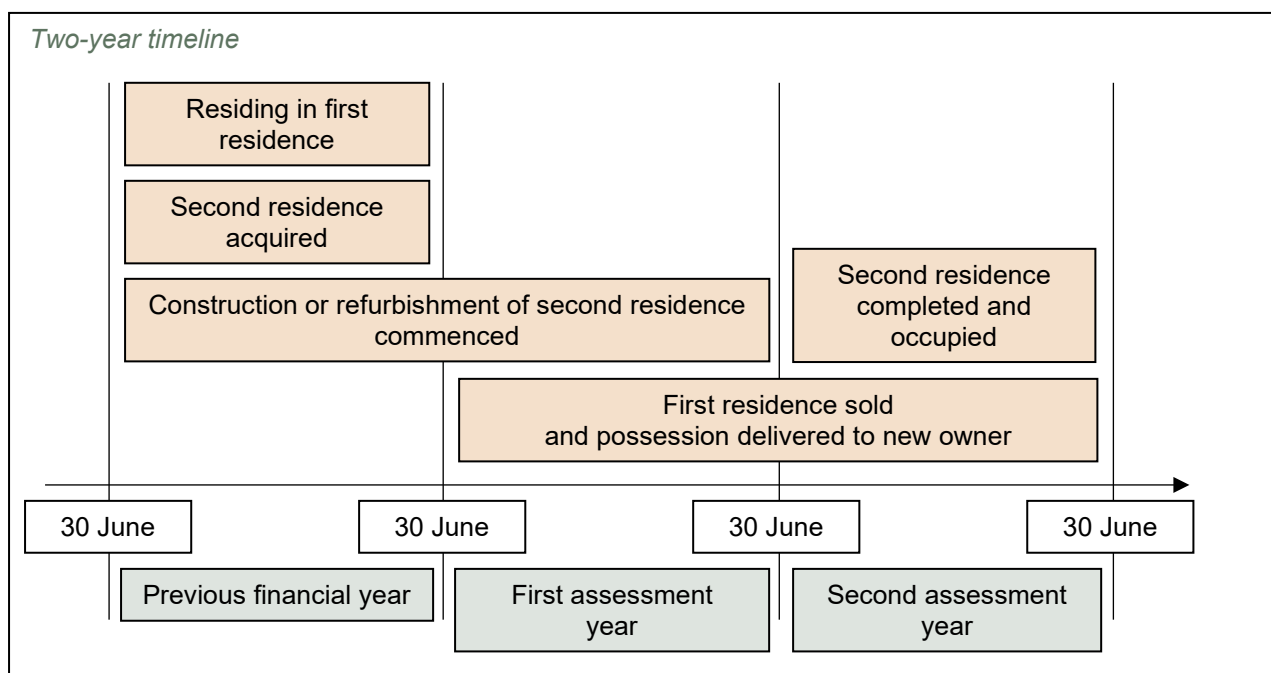 Two-year timeline
Residing in first
residence
Second residence
acquired
Construction or refurbishment of second residence
commenced
Second residence
completed and
occupied
First residence sold
and possession delivered to new owner
30 June
30 June
30 June
30 June
Previous financial year
First assessment
year
Second assessment
year